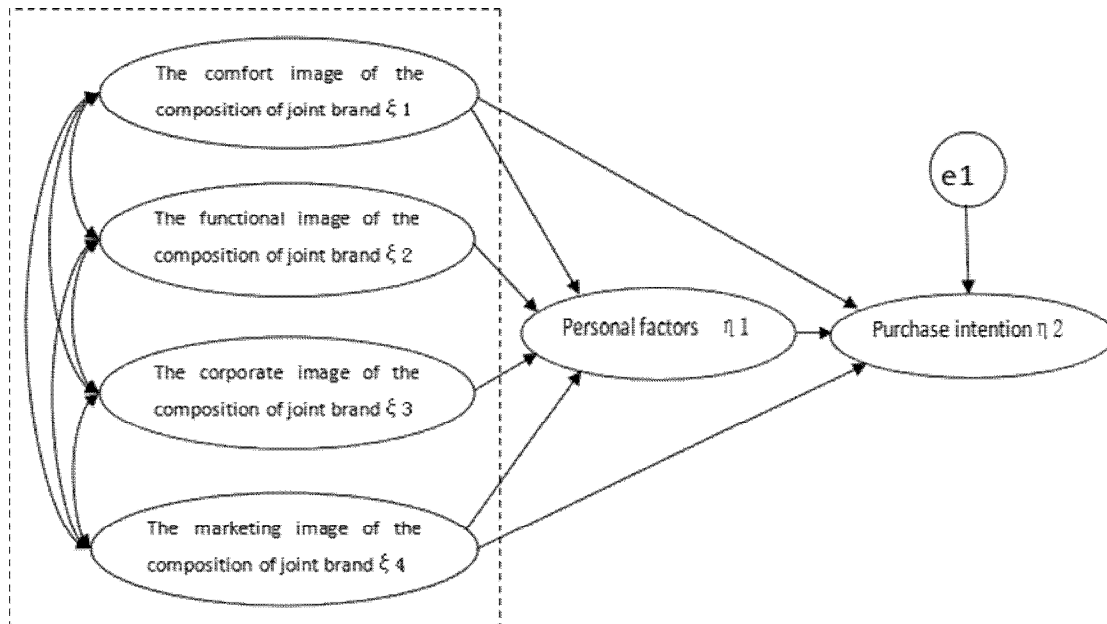 The comfort image of the
composition of joint brand ξ 1
The functional image of the
composition of joint brand ξ 2
The corporate image of the
composition of joint brand ξ 3
The marketing image of the
composition of joint brand ξ 4
Personal factors η 1
e1
Purchase intention η 2